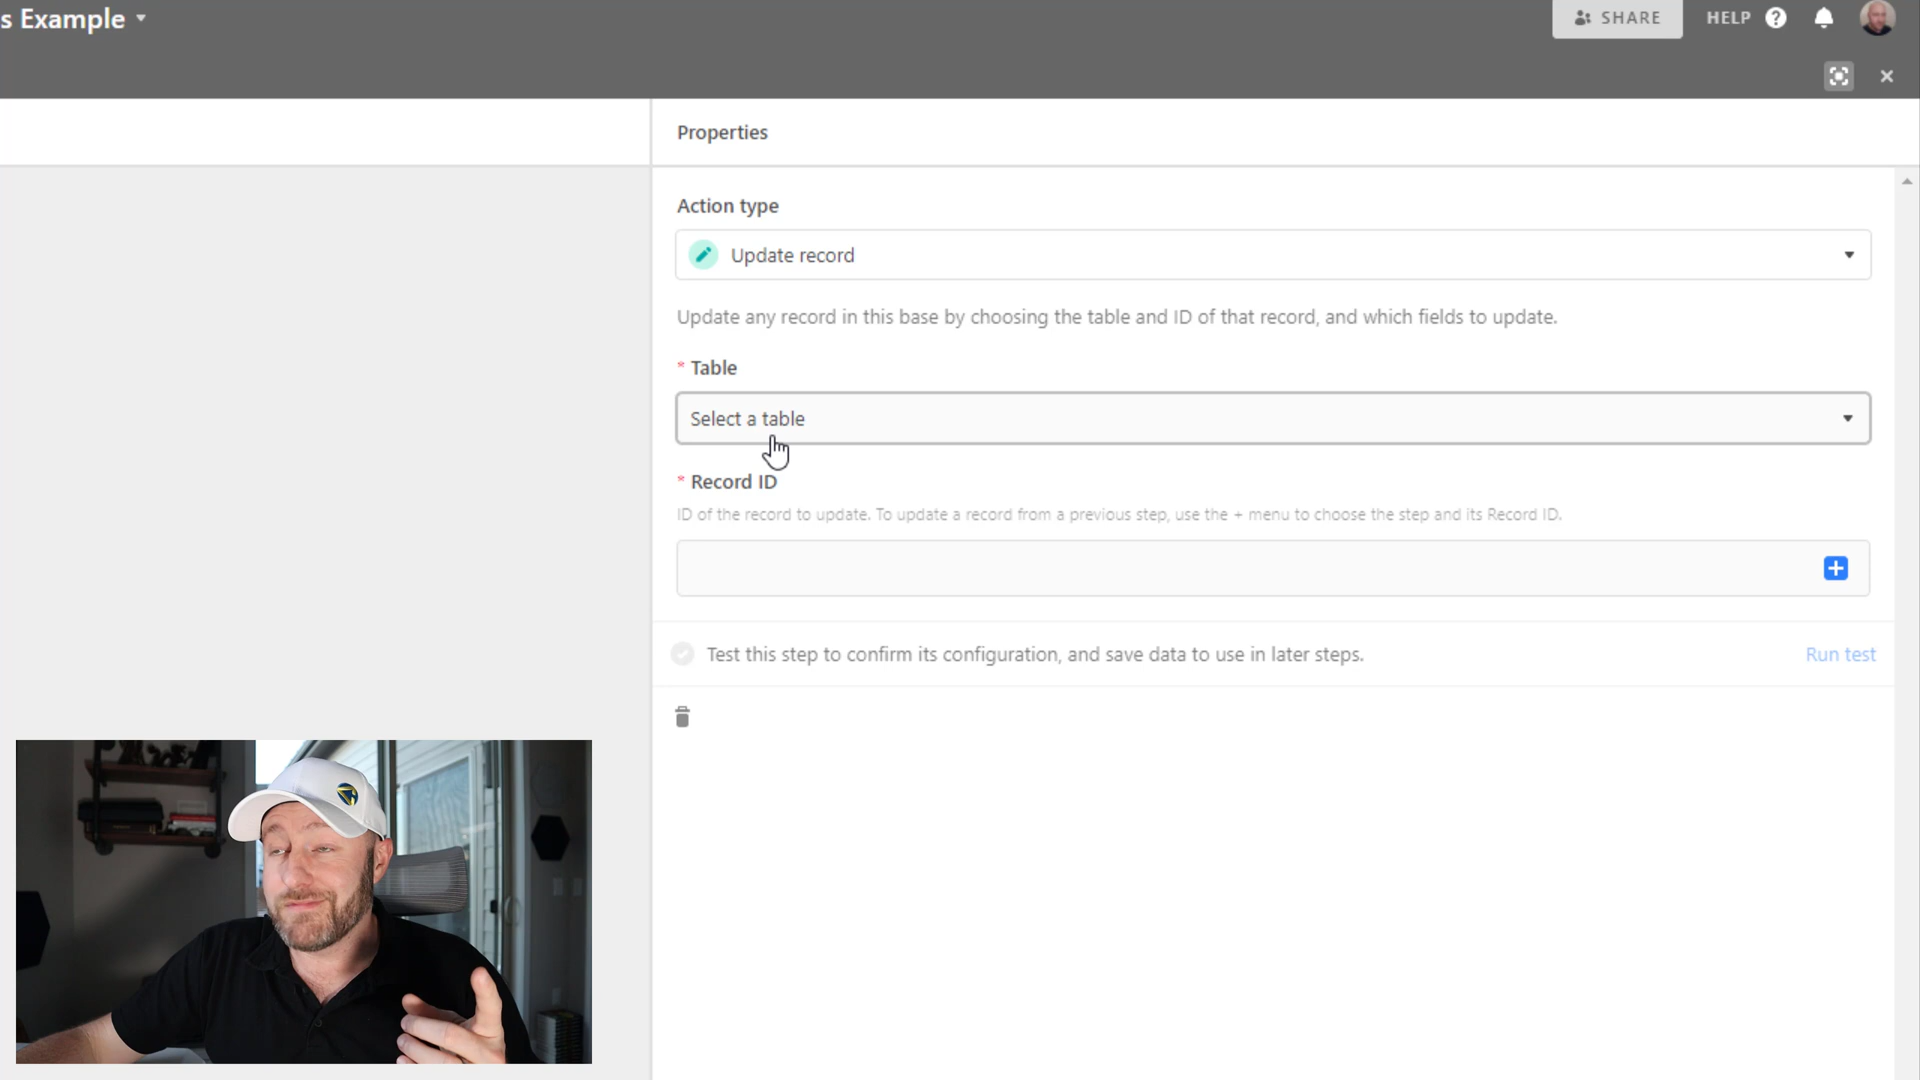 s Example
SHARE
HELP
Properties
Action type
Update record
Update any record in this base by choosing the table and ID of that record, and which fields to update.
* Table
Select a table
* Record ID
ID of the record to update. To update a record from a previous step, use the + menu to choose the step and its Record ID.
Test this step to confirm its configuration, and save data to use in later steps.
Run test